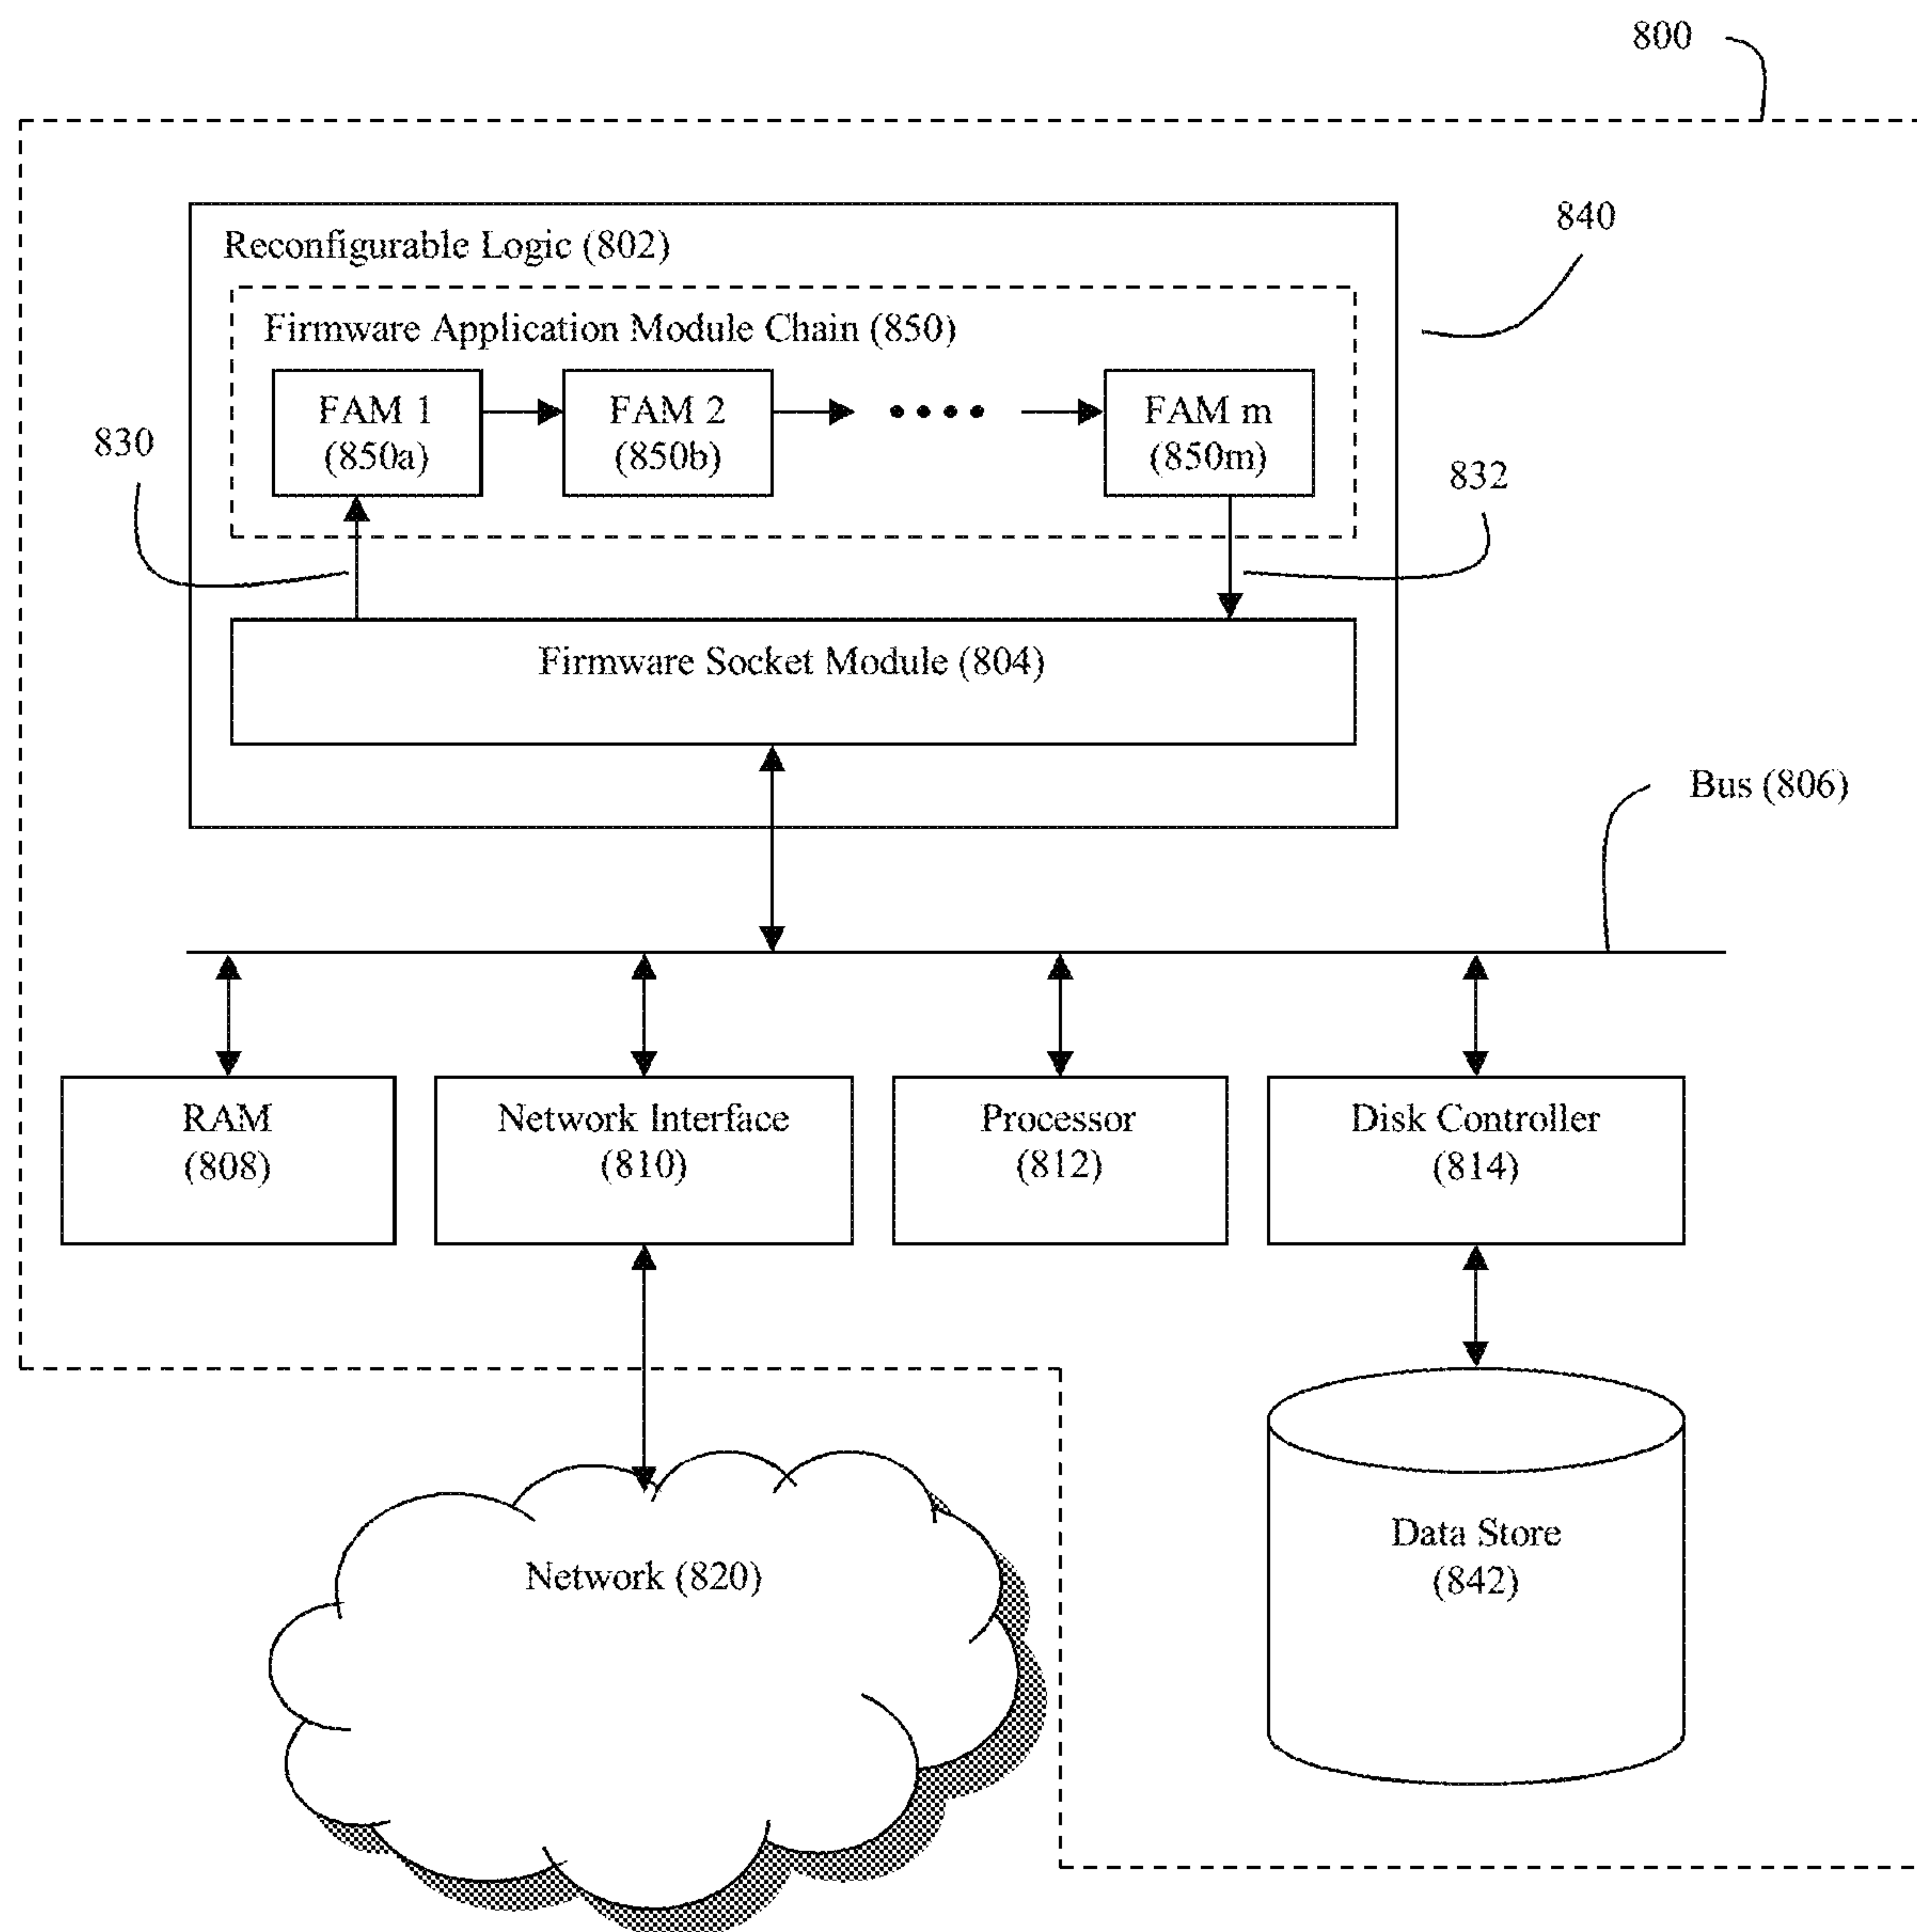 800
840
Reconfigurable Logic (802)
Firmware Application Module Chain (850)
FAM 1
(850a)
FAM 2
(850b)
FAM m
(850m)
830
832
Firmware Socket Module (804)
Bus (806)
RAM
(808)
Network Interface
(810)
Processor
(812)
Disk Controller
(814)
Network (820)
Data Store
(842)